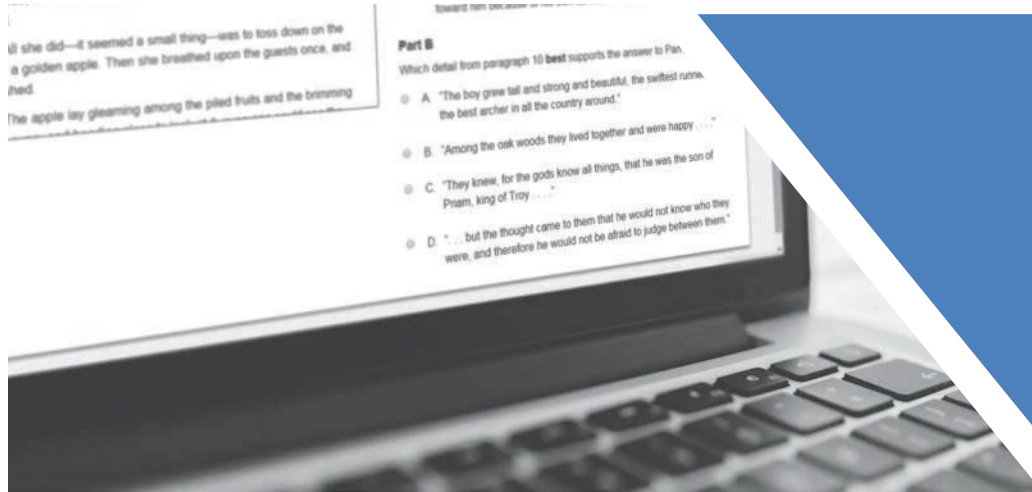 ll she did—it seemed a small thing—was to toss down on the
a golden apple. Then she breathed upon the guests once, and
hed.
The apple lay gleaming among the piled fruits and the brimming
toward him because of his
Part B
Which detail from paragraph 10 best supports the answer to Par
A. "The boy grew tall and strong and beautiful, the swiftest runne
the best archer in all the country around."
B. "Among the oak woods they lived together and were happy . . . ."
C. "They knew, for the gods know all things, that he was the son of
Priam, king of Troy . . . ."
D. ". . . but the thought came to them that he would not know who they
were, and therefore he would not be afraid to judge between them."